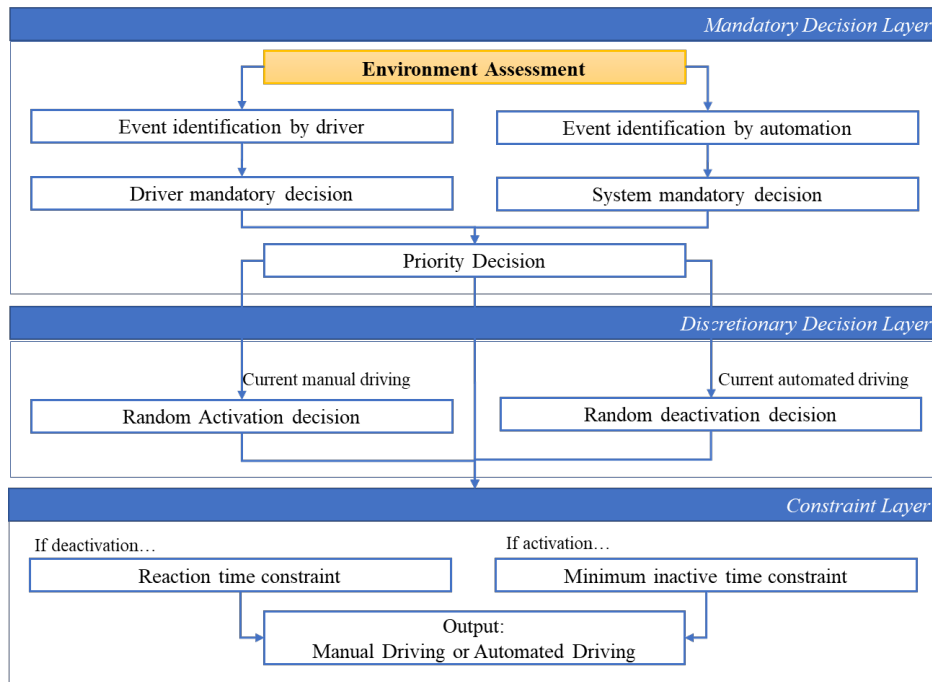 Mandatory Decision Layer
Environment Assessment
Event identification by driver
Event identification by automation
Driver mandatory decision
System mandatory decision
Priority Decision
Discretionary Decision Layer
Current manual driving
Current automated driving
Random Activation decision
Random deactivation decision
Constraint Layer
If deactivation…
If activation…
Reaction time constraint
Minimum inactive time constraint
Output:
Manual Driving or Automated Driving